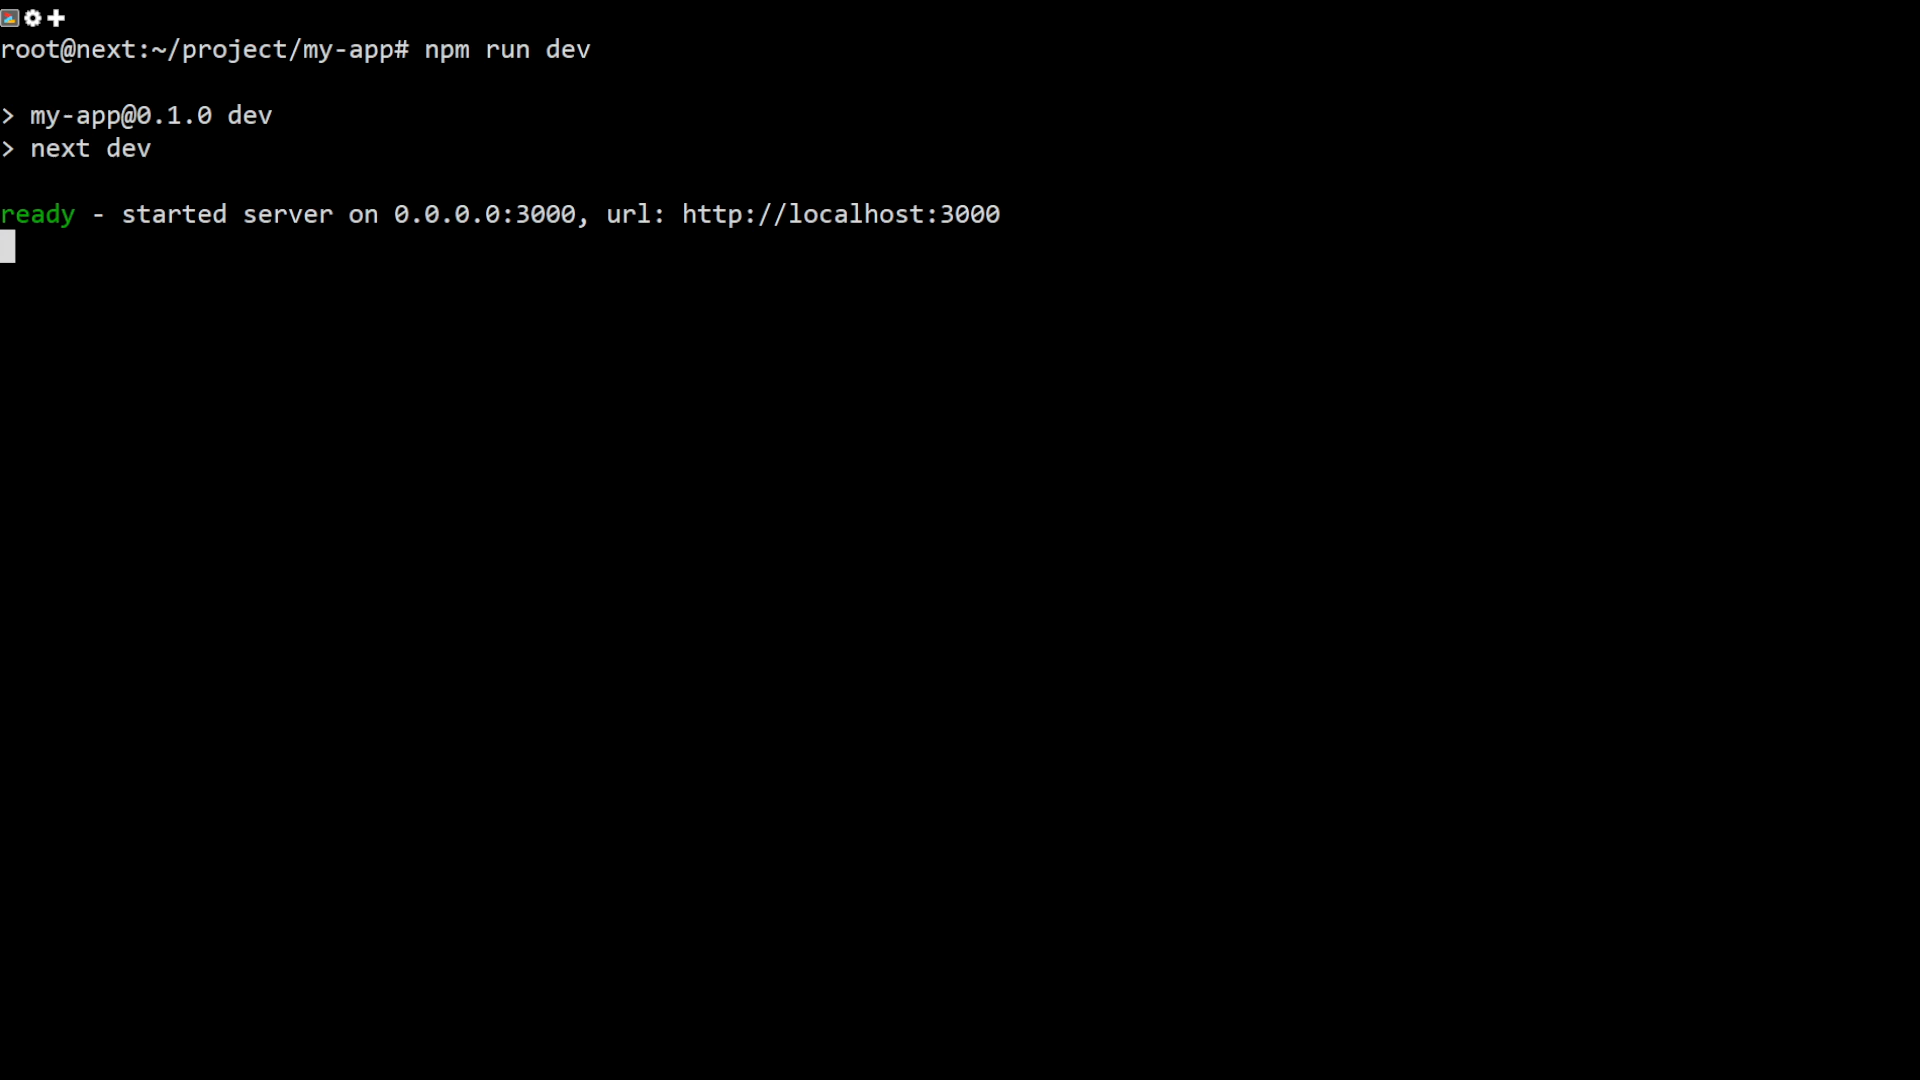 root@next:~/project/my-app# npm run dev
> my-app@0.1.0 dev
> next dev
ready - started server on 0.0.0.0:3000, url: http://localhost:3000